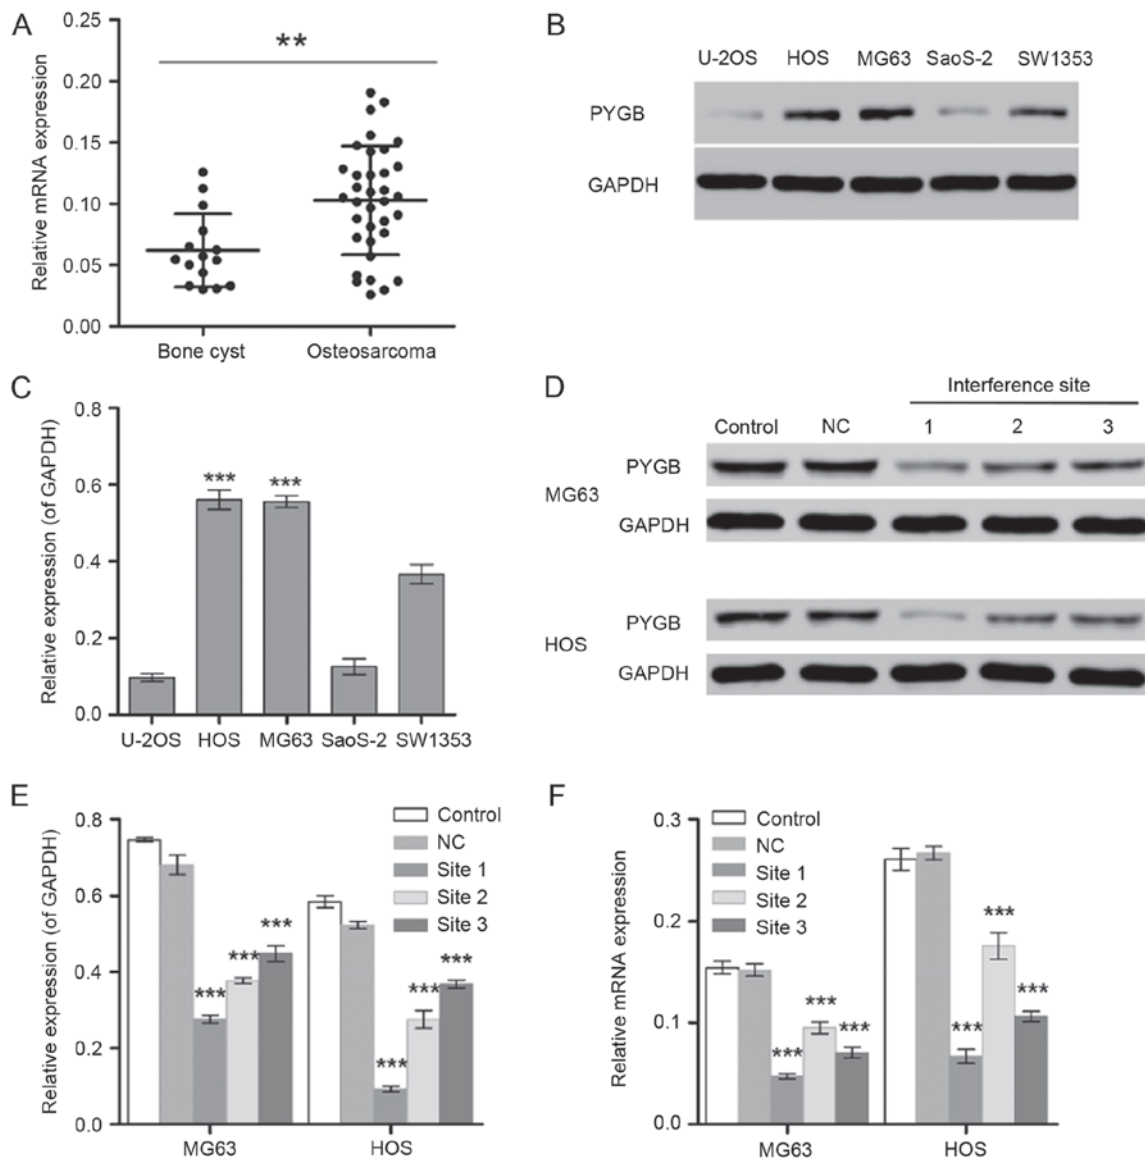 A
0.25
0.20
0.15
0.10
0.05
0.00
Relative mRNA expression
**
Bone cyst
Osteosarcoma
B
U-2OS HOS MG63 SaoS-2 SW1353
PYGB
GAPDH
C
0.8
0.6
0.4
0.2
0.0
Relative expression (of GAPDH)
***
***
U-2OS HOS MG63 SaoS-2 SW1353
D
Interference site
Control NC 1 2 3
MG63
PYGB
GAPDH
HOS
PYGB
GAPDH
E
0.8
0.6
0.4
0.2
0.0
Relative expression (of GAPDH)
Control
NC
Site 1
Site 2
Site 3
***
***
***
***
***
***
MG63
HOS
F
0.3
0.2
0.1
0.0
Relative mRNA expression
Control
NC
Site 1
Site 2
Site 3
***
***
***
***
***
***
MG63
HOS